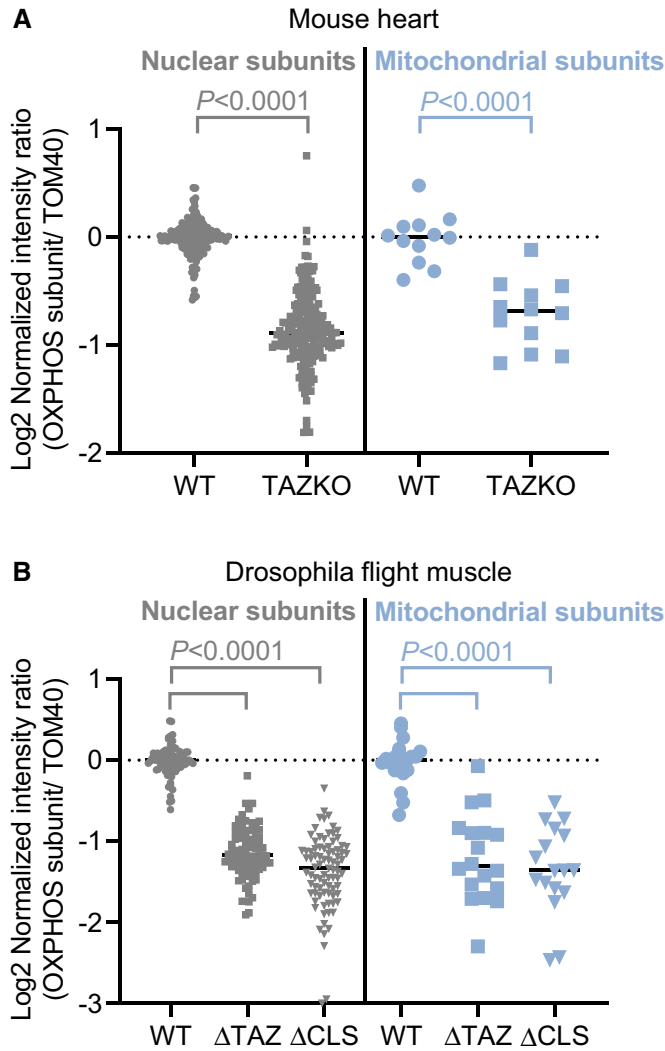 A
Mouse heart
Nuclear subunits
Mitochondrial subunits
P<0.0001
P<0.0001
Log2 Normalized intensity ratio
(OXPHOS subunit/ TOM40)
1
0
-1
-2
WT
TAZKO
WT
TAZKO
B
Drosophila flight muscle
Nuclear subunits
Mitochondrial subunits
P<0.0001
P<0.0001
Log2 Normalized intensity ratio
(OXPHOS subunit/ TOM40)
1
0
-1
-2
-3
WT
ΔTAZ
ΔCLS
WT
ΔTAZ
ΔCLS